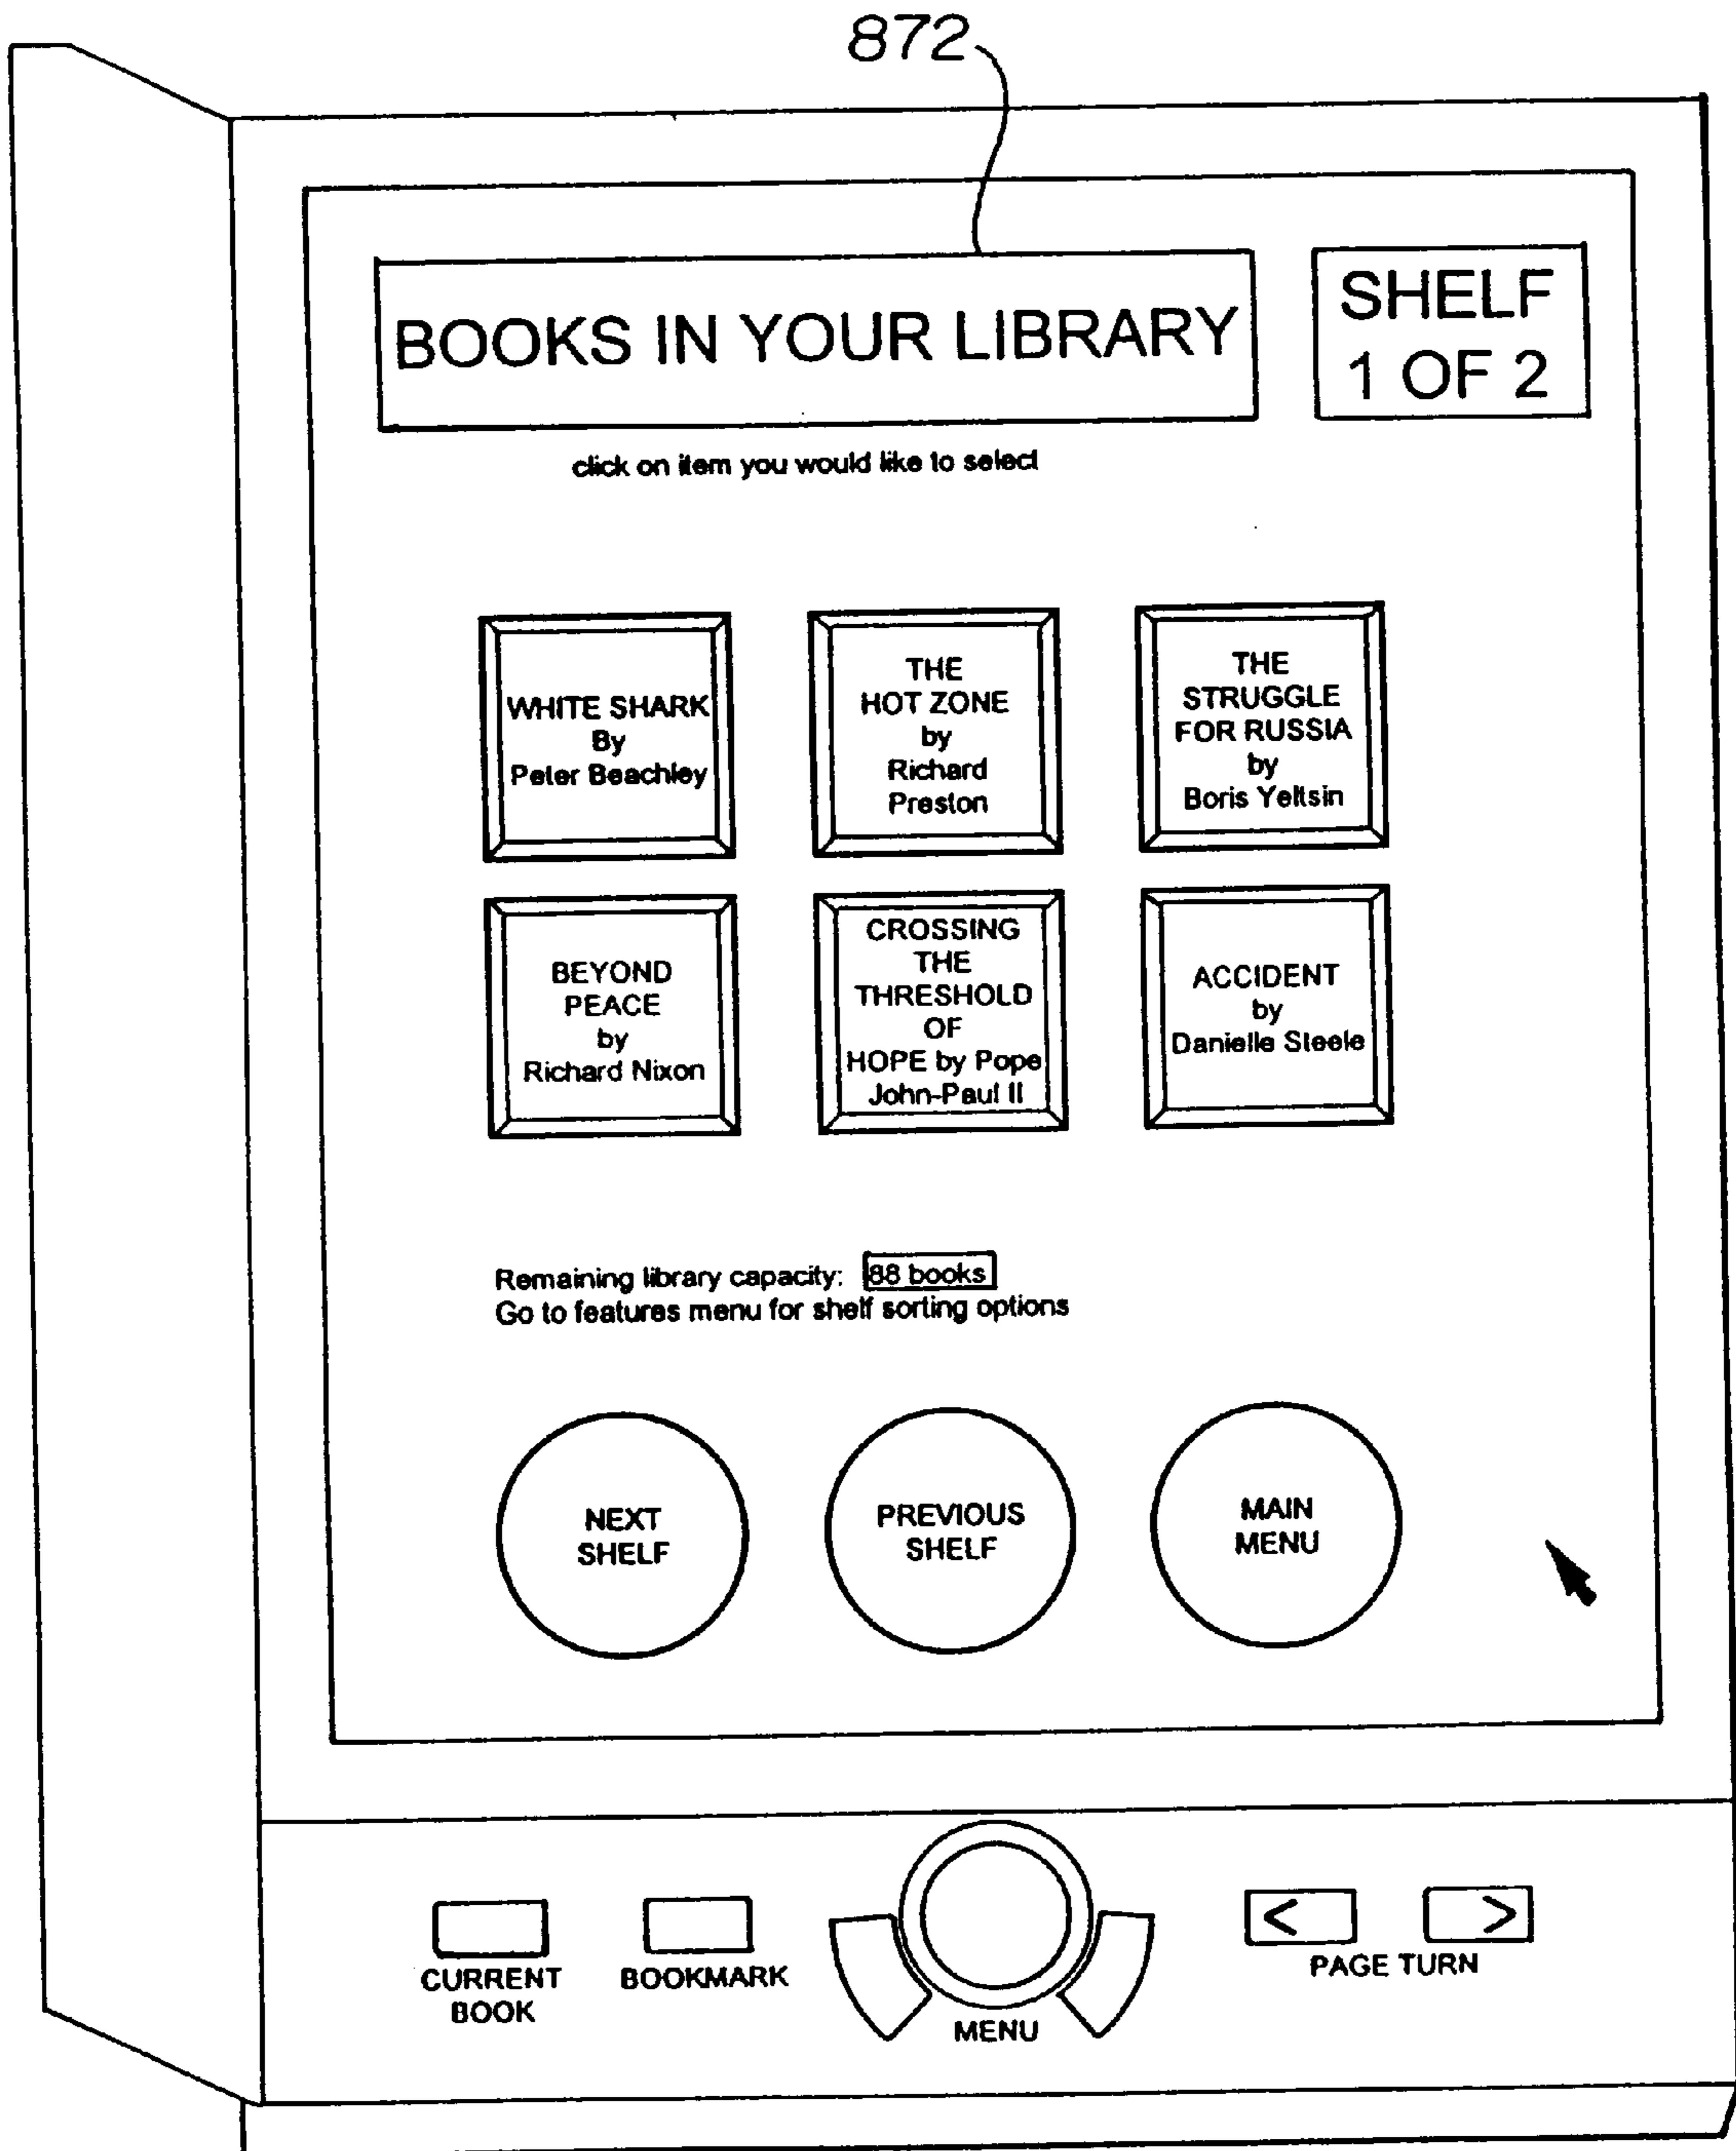 872
BOOKS IN YOUR LIBRARY
SHELF
1 OF 2
click on item you would like to select
WHITE SHARK
By
Peter Beachley
THE
HOT ZONE
by
Richard
Preston
THE
STRUGGLE
FOR RUSSIA
by
Boris Yeltsin
BEYOND
PEACE
by
Richard Nixon
CROSSING
THE
THRESHOLD
OF
HOPE by Pope
John-Paul II
ACCIDENT
by
Danielle Steele
Remaining library capacity: 88 books
Go to features menu for shelf sorting options
NEXT
SHELF
PREVIOUS
SHELF
MAIN
MENU
CURRENT
BOOK
BOOKMARK
MENU
< >
PAGE TURN